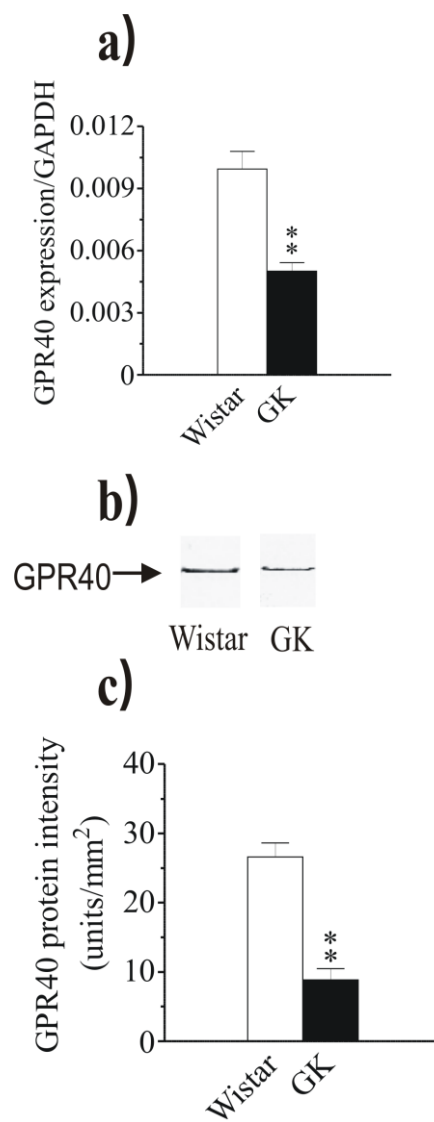 a)
GPR40 expression/GAPDH
0.012
0.009
0.006
0.003
0
**
Wistar
GK
b)
GPR40
Wistar GK
c)
GPR40 protein intensity
(units/mm²)
40
30
20
10
0
**
Wistar
GK